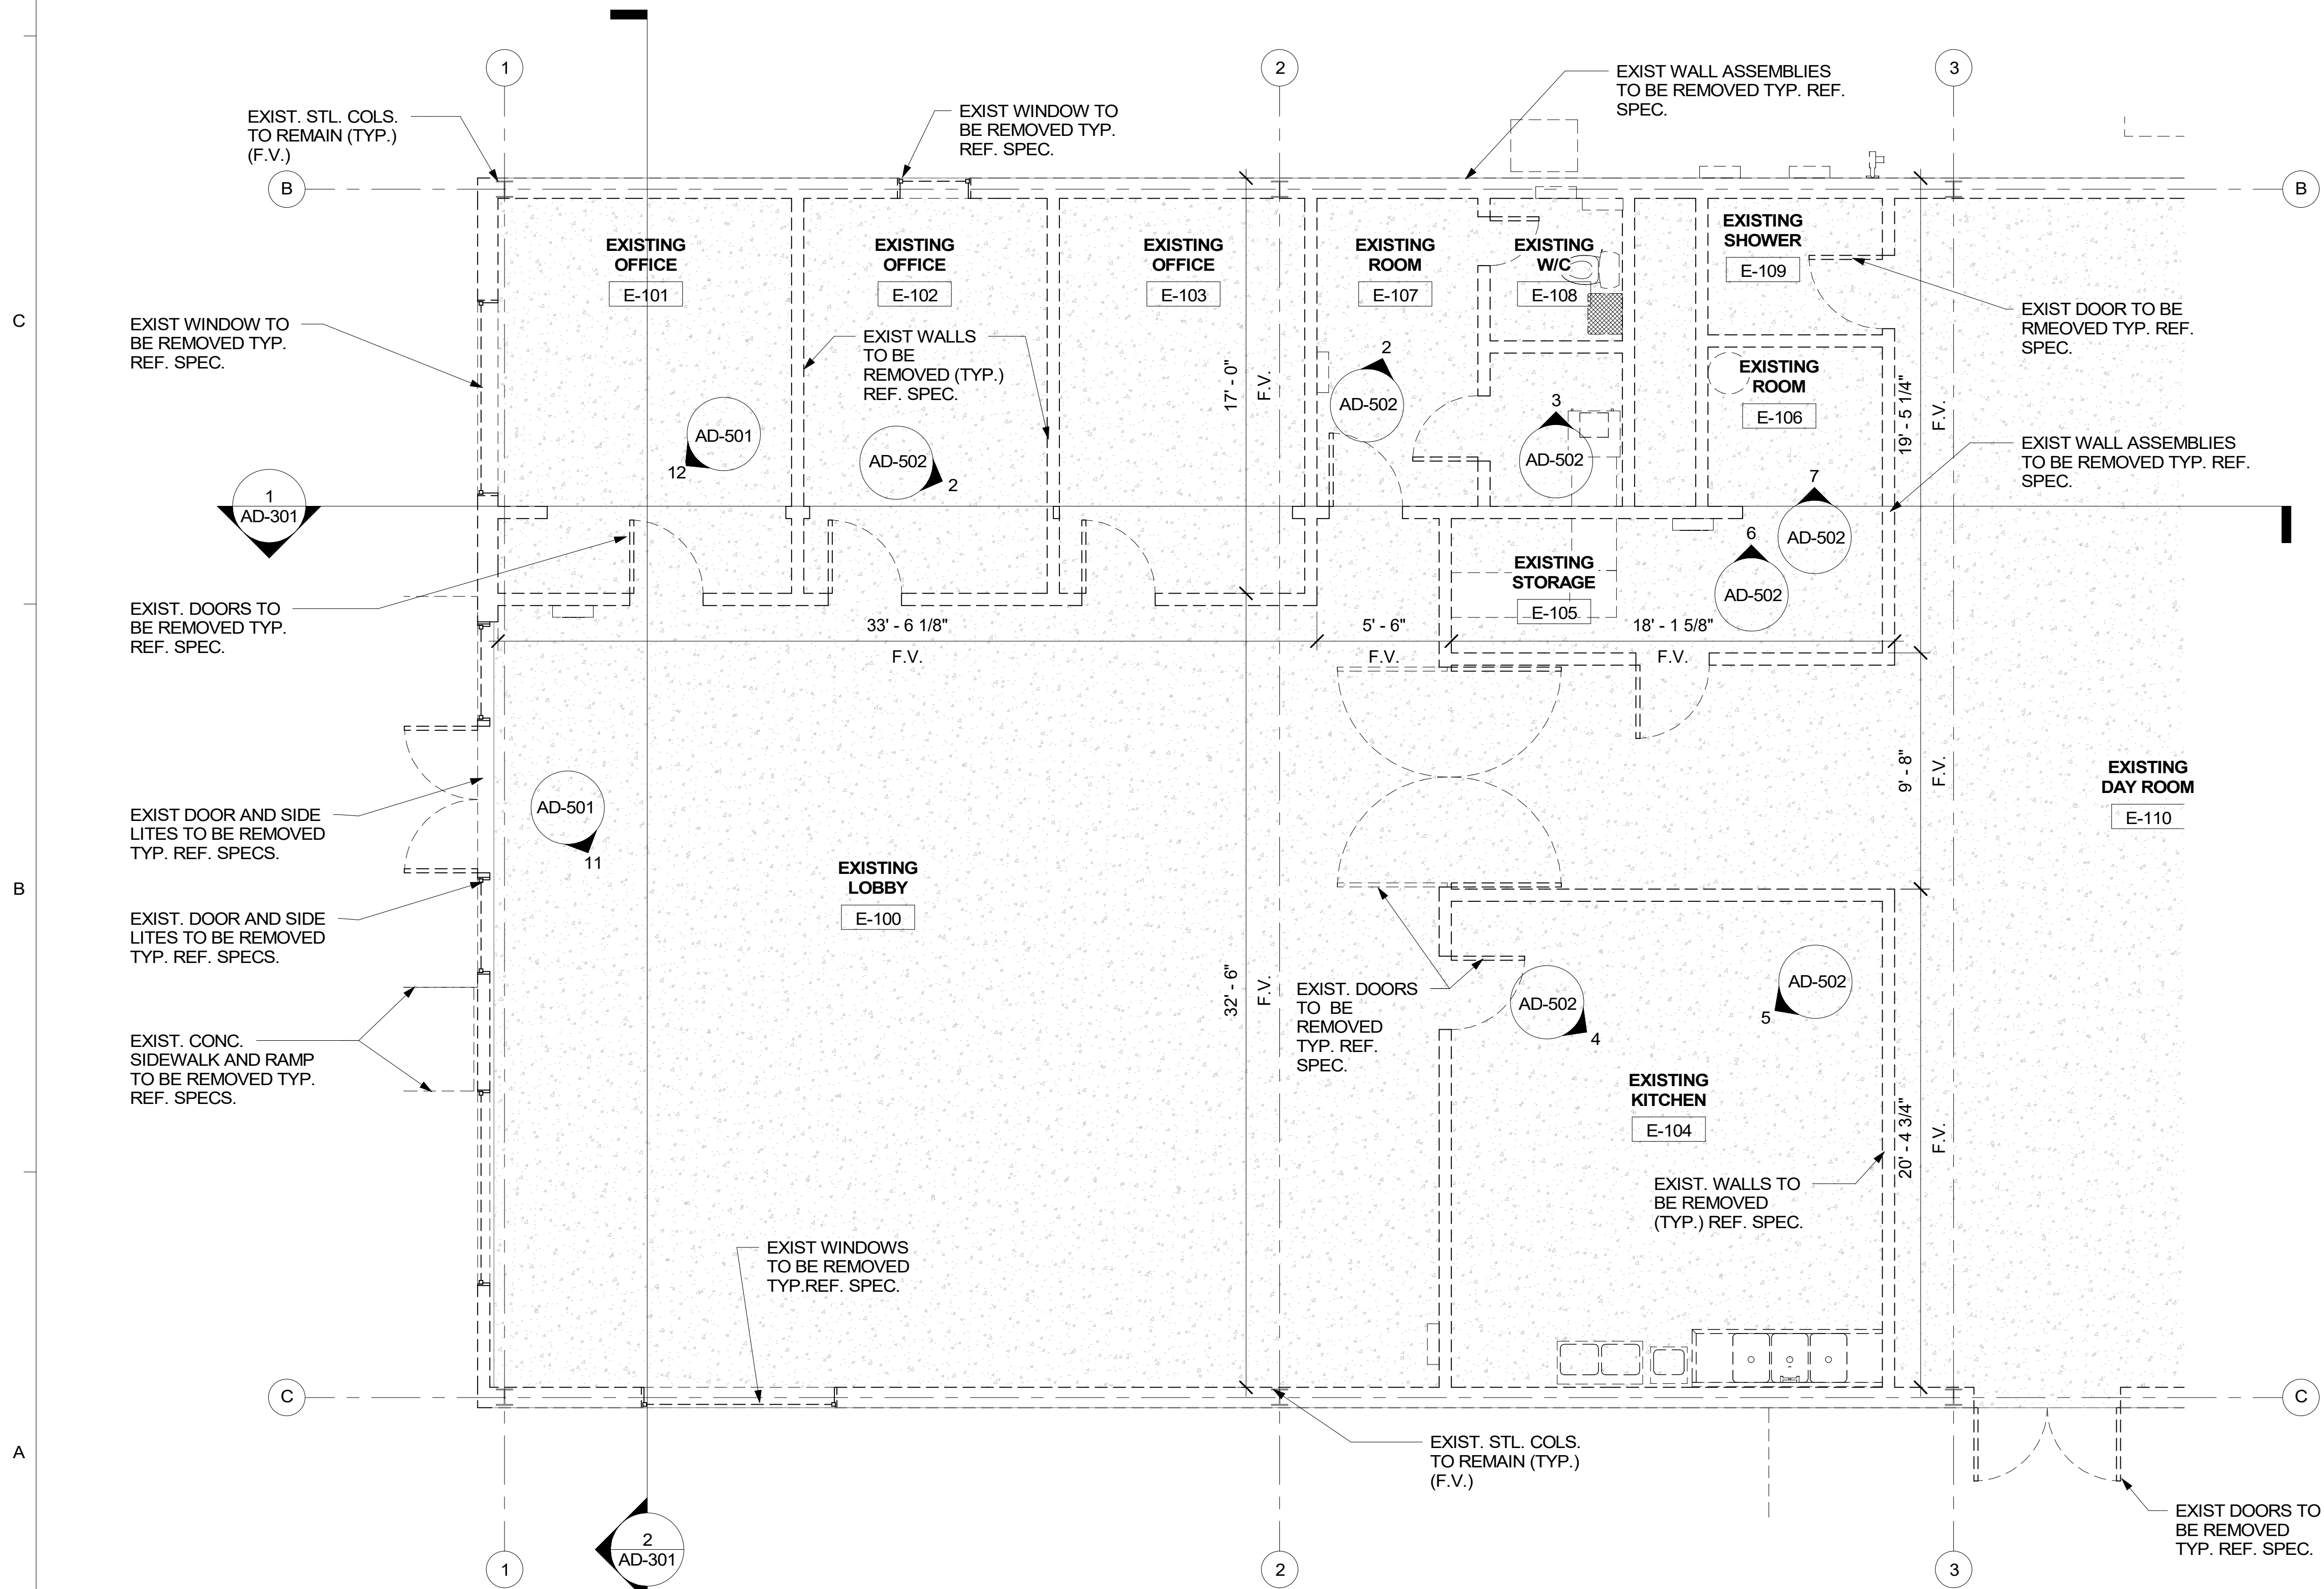 1
2
3
EXIST WALL ASSEMBLIES
TO BE REMOVED TYP. REF.
SPEC.
EXIST. STL. COLS.
TO REMAIN (TYP.)
(F.V.)
EXIST WINDOW TO
BE REMOVED TYP.
REF. SPEC.
B
B
EXISTING
OFFICE
E-101
EXISTING
OFFICE
E-102
EXISTING
OFFICE
E-103
EXISTING
ROOM
E-107
EXISTING
W/C
E-108
EXISTING
SHOWER
E-109
C
EXIST WINDOW TO
BE REMOVED TYP.
REF. SPEC.
EXIST WALLS
TO BE
REMOVED (TYP.)
REF. SPEC.
EXIST DOOR TO BE
RMEOVED TYP. REF.
SPEC.
17' - 0"
F.V.
2
AD-502
3
AD-502
EXISTING
ROOM
E-106
19' - 5 1/4"
F.V.
AD-501
12
AD-502
2
EXIST WALL ASSEMBLIES
TO BE REMOVED TYP. REF.
SPEC.
1
AD-301
7
AD-502
6
AD-502
EXISTING
STORAGE
E-105
EXIST. DOORS TO
BE REMOVED TYP.
REF. SPEC.
33' - 6 1/8"
F.V.
5' - 6"
F.V.
18' - 1 5/8"
F.V.
9' - 8"
F.V.
EXISTING
DAY ROOM
E-110
EXIST DOOR AND SIDE
LITES TO BE REMOVED
TYP. REF. SPECS.
AD-501
11
B
EXISTING
LOBBY
E-100
EXIST. DOOR AND SIDE
LITES TO BE REMOVED
TYP. REF. SPECS.
32' - 6"
F.V.
EXIST. DOORS
TO BE
REMOVED
TYP. REF.
SPEC.
AD-502
4
AD-502
5
EXIST. CONC.
SIDEWALK AND RAMP
TO BE REMOVED TYP.
REF. SPECS.
EXISTING
KITCHEN
E-104
20' - 4 3/4"
F.V.
EXIST. WALLS TO
BE REMOVED
(TYP.) REF. SPEC.
EXIST WINDOWS
TO BE REMOVED
TYP.REF. SPEC.
C
C
A
EXIST. STL. COLS.
TO REMAIN (TYP.)
(F.V.)
EXIST DOORS TO
BE REMOVED
TYP. REF. SPEC.
2
AD-301
1
2
3